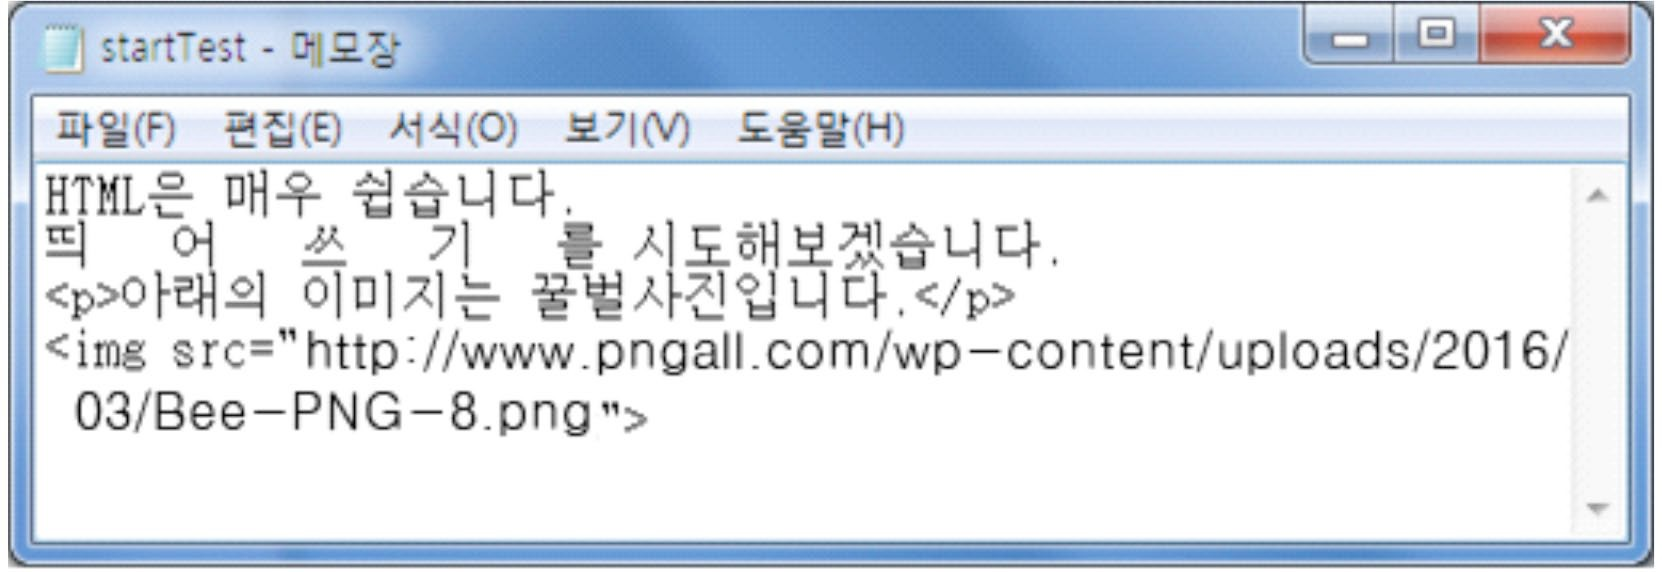 startTest - 메모장
파일(F) 편집(E) 서식(O) 보기(V) 도움말(H)
HTML은 매우 쉽습니다.
띄 어 쓰 기 를 시도해보겠습니다.
<p>아래의 이미지는 꿀벌사진입니다.</p>
<img src="http://www.pngall.com/wp-content/uploads/2016/
03/Bee-PNG-8.png">